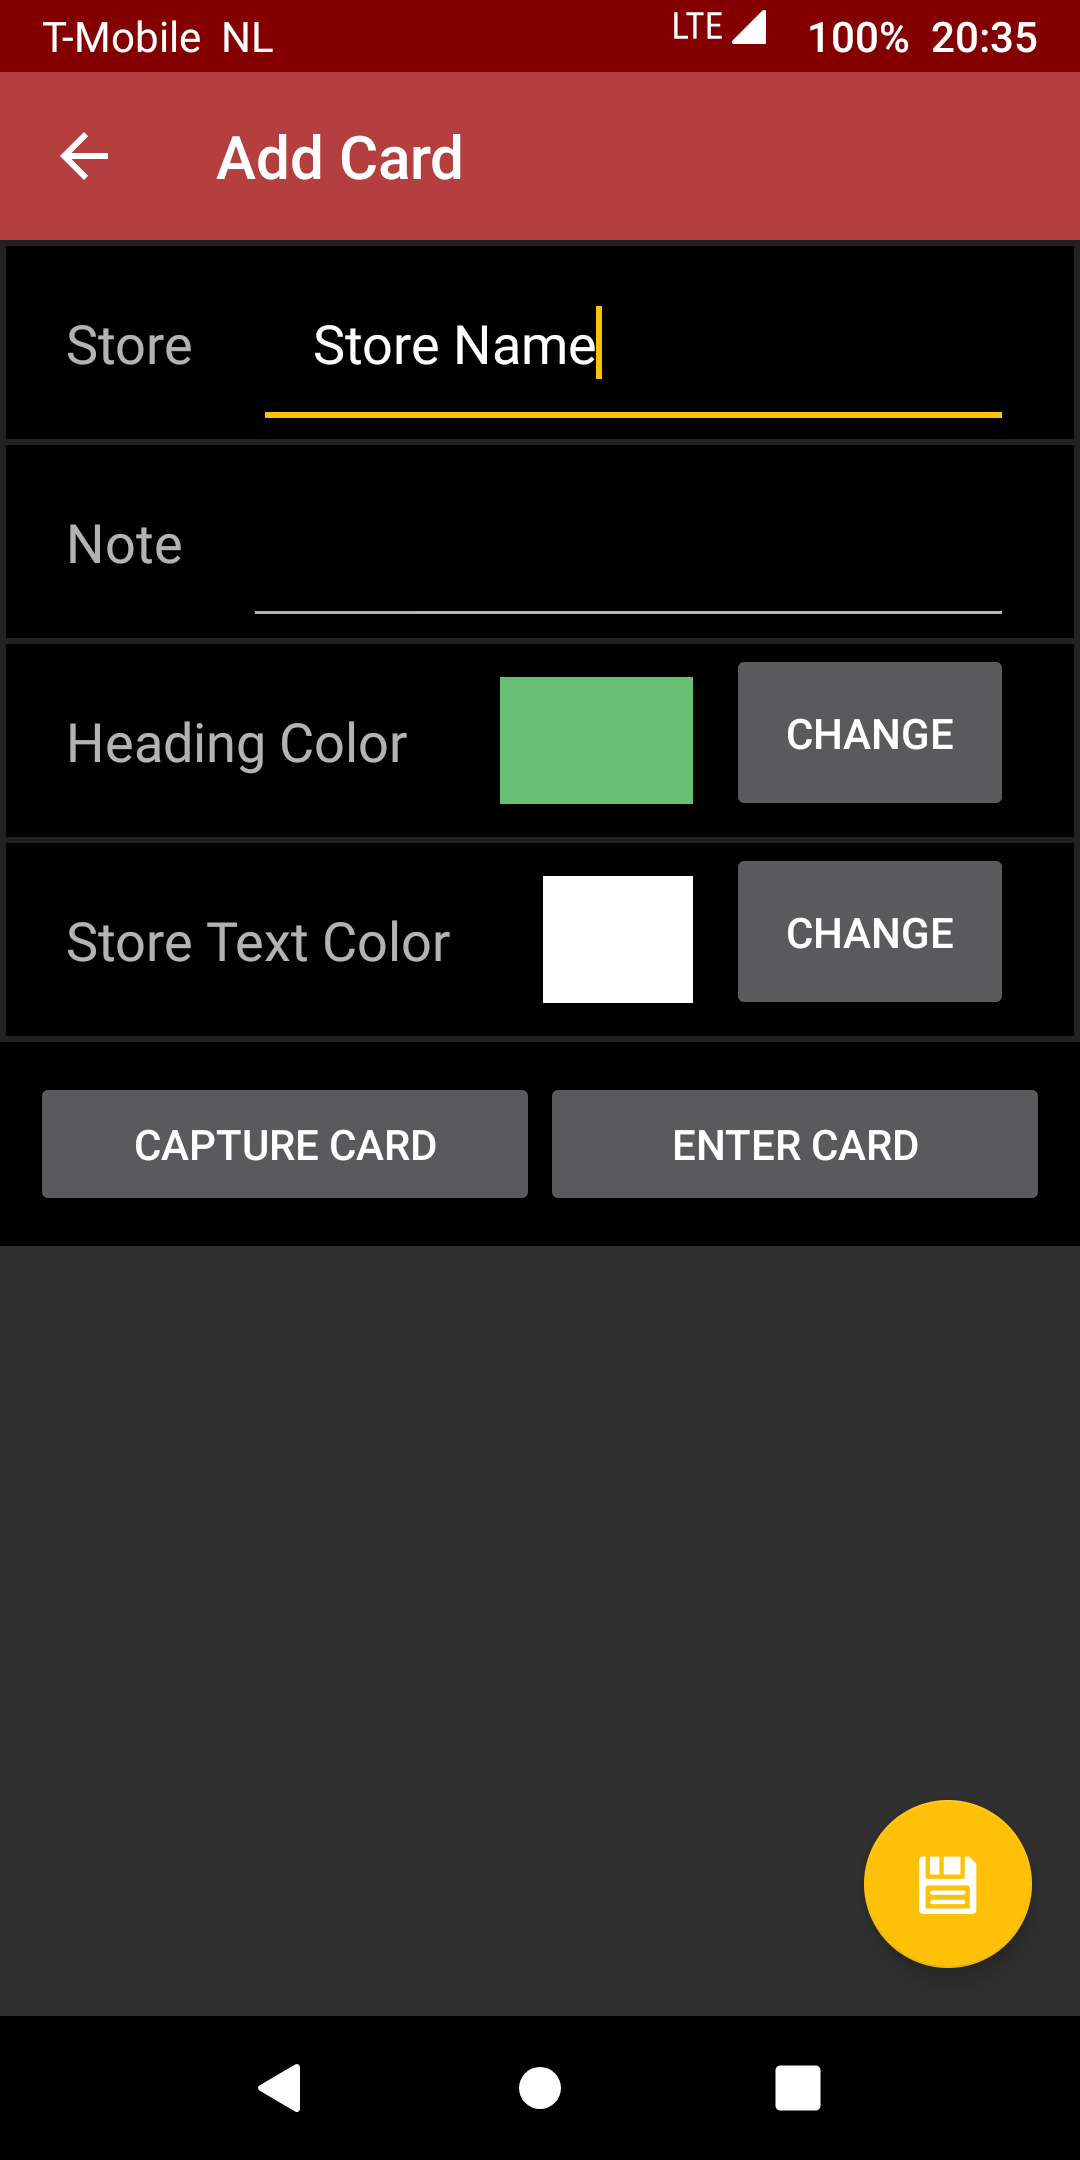 T-Mobile NL LTE 100% 20:35
Add Card
Store Store Name
Note
Heading Color CHANGE
Store Text Color CHANGE
CAPTURE CARD ENTER CARD